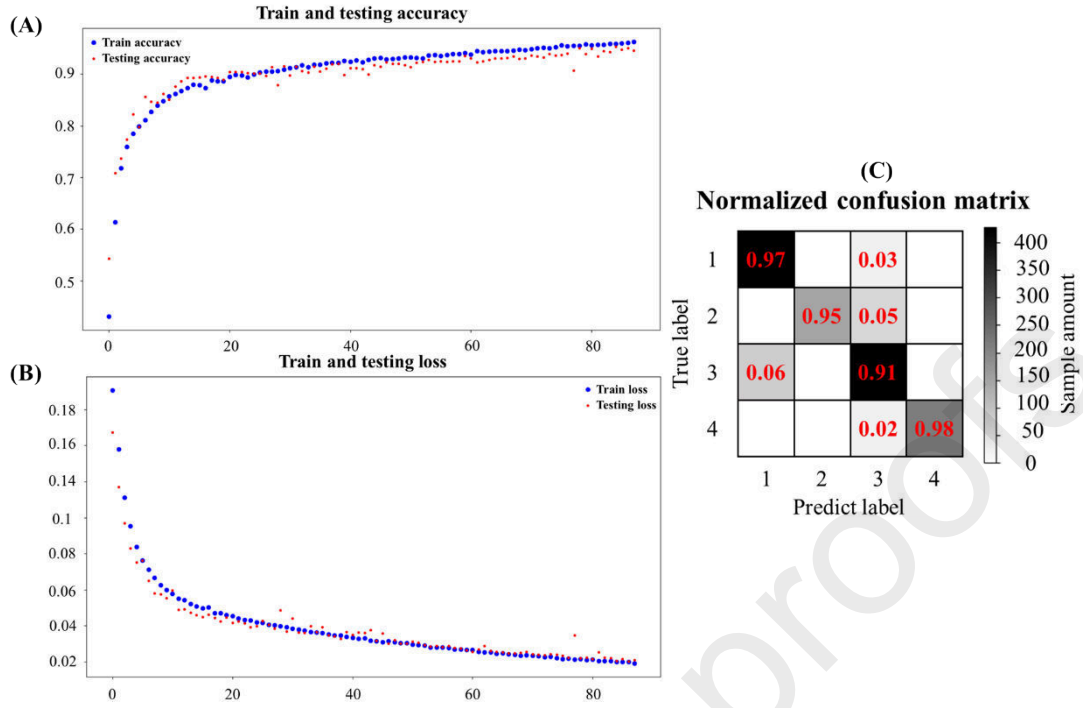 (A)
Train and testing accuracy
Train accuracy
Testing accuracy
0.9
0.8
0.7
0.6
0.5
0 20 40 60 80
(B)
Train and testing loss
Train loss
Testing loss
0.18
0.16
0.14
0.1
0.08
0.06
0.04
0.02
0 20 40 60 80
(C)
Normalized confusion matrix
True label
1 0.97 0.03
2 0.95 0.05
3 0.06 0.91
4 0.02 0.98
1 2 3 4
Predict label
400
350
300
250
200
150
100
50
0
Sample amount
proofs